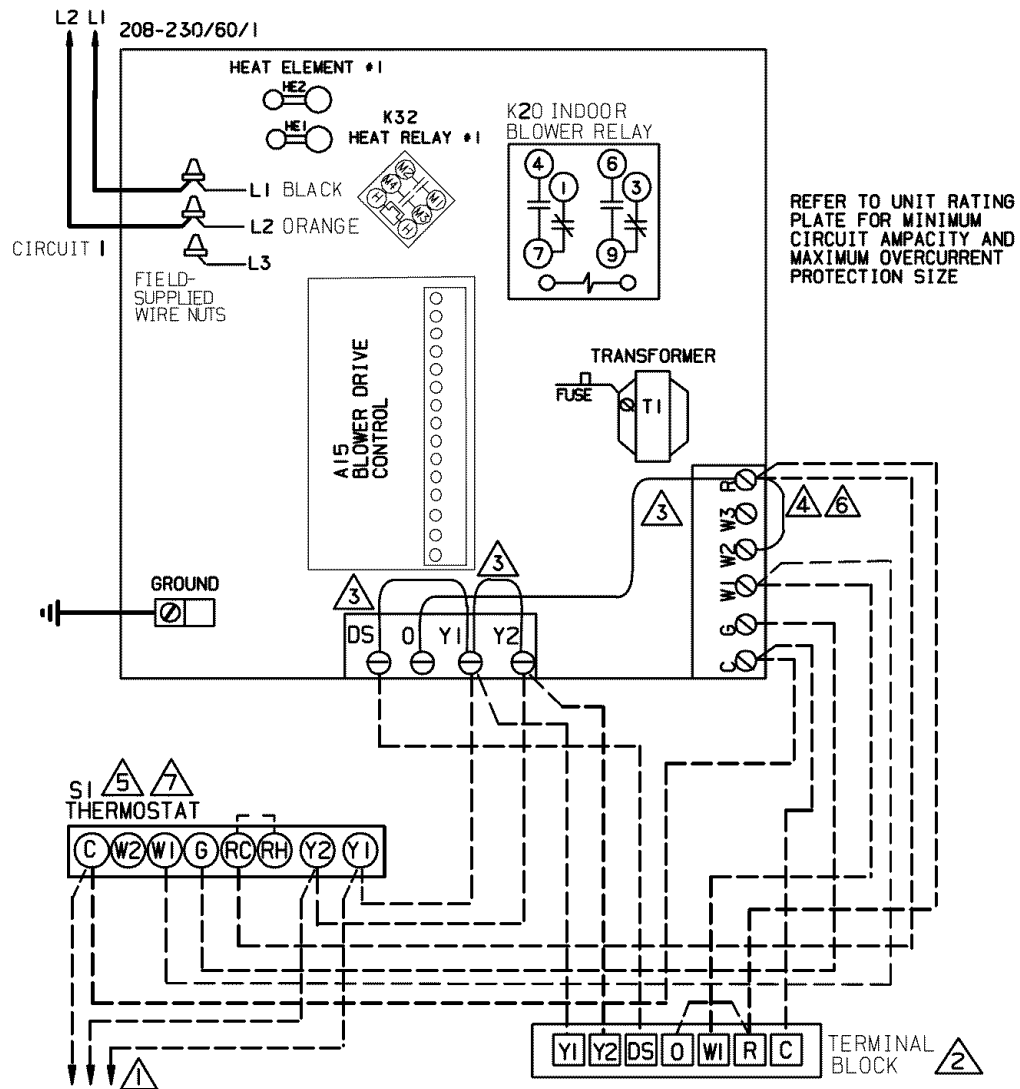 L2 L1
208-230/60/1
HEAT ELEMENT #1
HE2
HE1
K32
HEAT RELAY #1
M2
M4
M1
M3
H
H
K20 INDOOR
BLOWER RELAY
4
6
1
3
7
9
REFER TO UNIT RATING
PLATE FOR MINIMUM
CIRCUIT AMPACITY AND
MAXIMUM OVERCURRENT
PROTECTION SIZE
L1 BLACK
L2 ORANGE
L3
CIRCUIT 1
FIELD-
SUPPLIED
WIRE NUTS
A15
BLOWER DRIVE
CONTROL
TRANSFORMER
FUSE
T1
R
W3
W2
W1
G
C
3
4
6
3
3
GROUND
DS O Y1 Y2
S1
5
7
THERMOSTAT
C W2 W1 G RC RH Y2 Y1
1
Y1 Y2 DS O W1 R C
TERMINAL
BLOCK
2